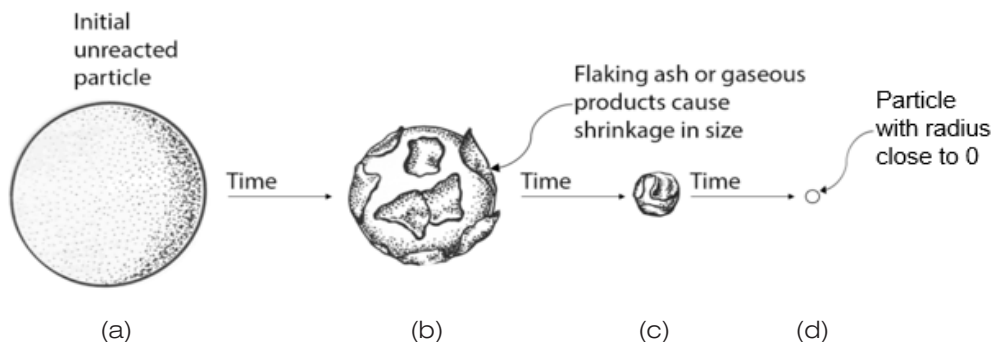 Initial
unreacted
particle
Flaking ash or gaseous
products cause
shrinkage in size
Particle
with radius
close to 0
Time
Time
Time
(a)
(b)
(c)
(d)